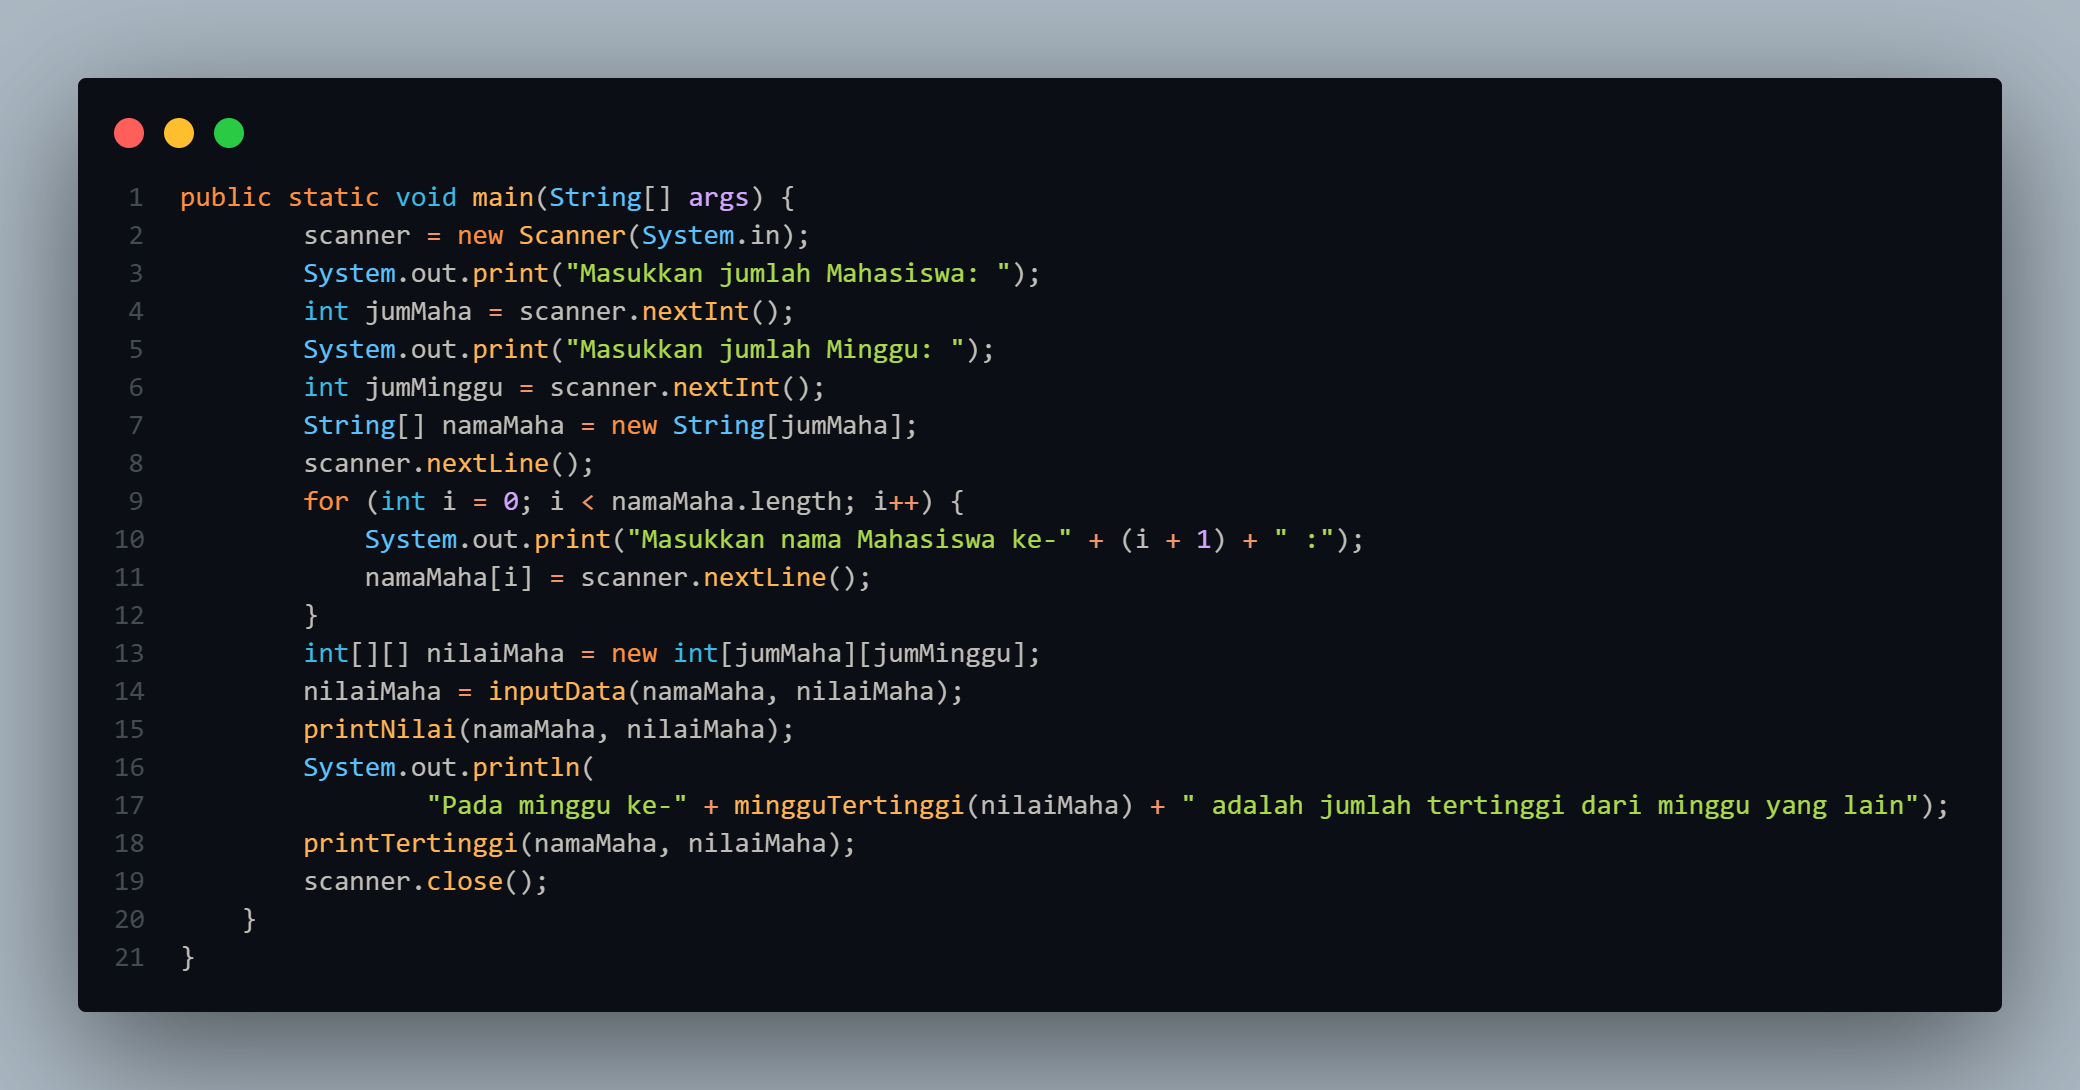 1 public static void main(String[] args) {
2         scanner = new Scanner(System.in);
3         System.out.print("Masukkan jumlah Mahasiswa: ");
4         int jumMaha = scanner.nextInt();
5         System.out.print("Masukkan jumlah Minggu: ");
6         int jumMinggu = scanner.nextInt();
7         String[] namaMaha = new String[jumMaha];
8         scanner.nextLine();
9         for (int i = 0; i < namaMaha.length; i++) {
10             System.out.print("Masukkan nama Mahasiswa ke-" + (i + 1) + " :");
11             namaMaha[i] = scanner.nextLine();
12         }
13         int[][] nilaiMaha = new int[jumMaha][jumMinggu];
14         nilaiMaha = inputData(namaMaha, nilaiMaha);
15         printNilai(namaMaha, nilaiMaha);
16         System.out.println(
17                 "Pada minggu ke-" + mingguTertinggi(nilaiMaha) + " adalah jumlah tertinggi dari minggu yang lain");
18         printTertinggi(namaMaha, nilaiMaha);
19         scanner.close();
20     }
21 }